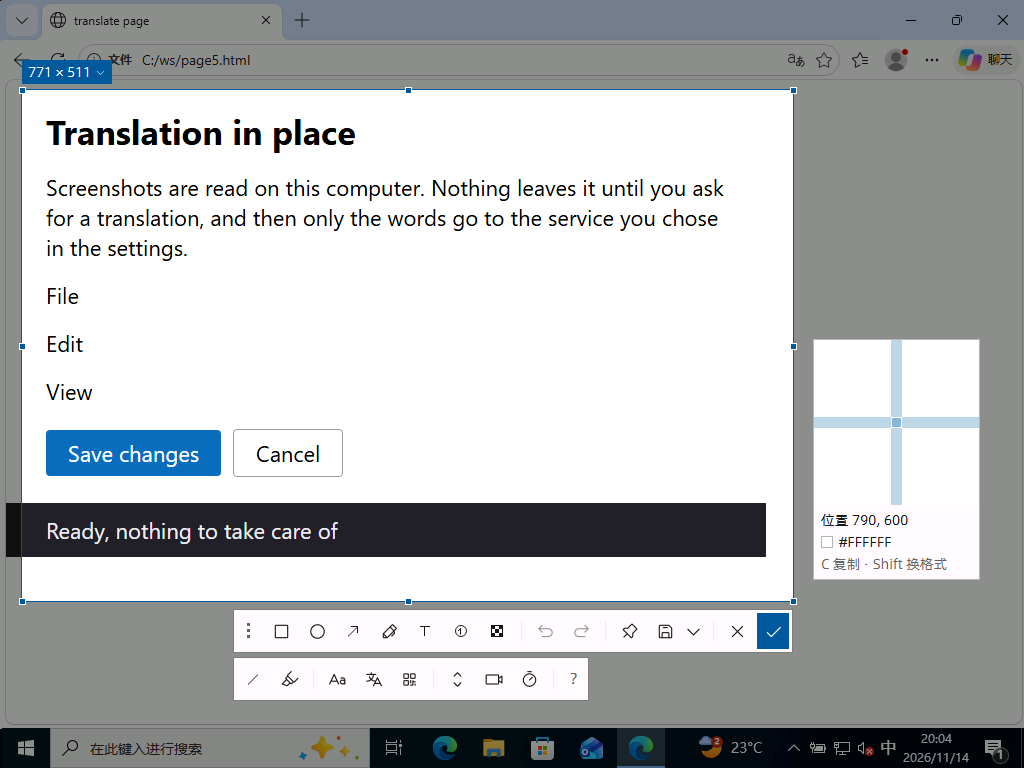 translate page
文件 C:/ws/page5.html
聊天
771 × 511
Translation in place
Screenshots are read on this computer. Nothing leaves it until you ask
for a translation, and then only the words go to the service you chose
in the settings.
File
Edit
View
Save changes
Cancel
Ready, nothing to take care of
位置 790, 600
#FFFFFF
C 复制 · Shift 换格式
在此键入进行搜索
2
23°C
中
20:04
2026/11/14
1